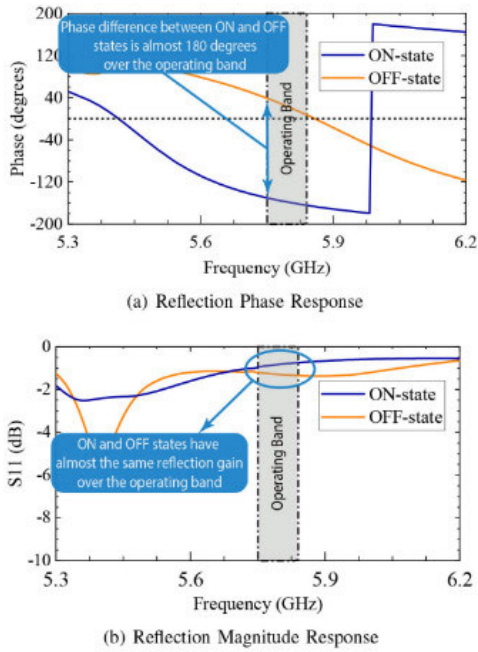 200
120
40
-40
-120
-200
Phase (degrees)
Phase difference between ON and OFF
states is almost 180 degrees
over the operating band
ON-state
OFF-state
Operating Band
5.3
5.6
5.9
6.2
Frequency (GHz)
(a) Reflection Phase Response
0
-2
-4
-6
-8
-10
S11 (dB)
ON-state
OFF-state
ON and OFF states have
almost the same reflection gain
over the operating band
Operating Band
5.3
5.6
5.9
6.2
Frequency (GHz)
(b) Reflection Magnitude Response